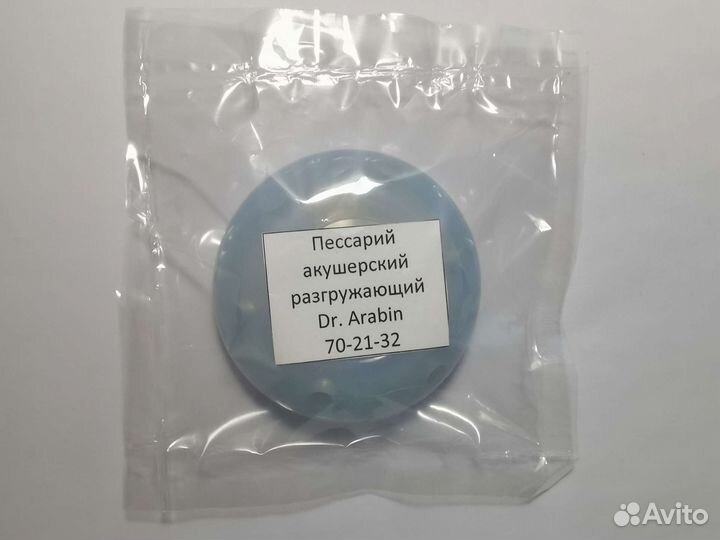 Пессарий
акушерский
разгружающий
Dr. Arabin
70-21-32
Avito